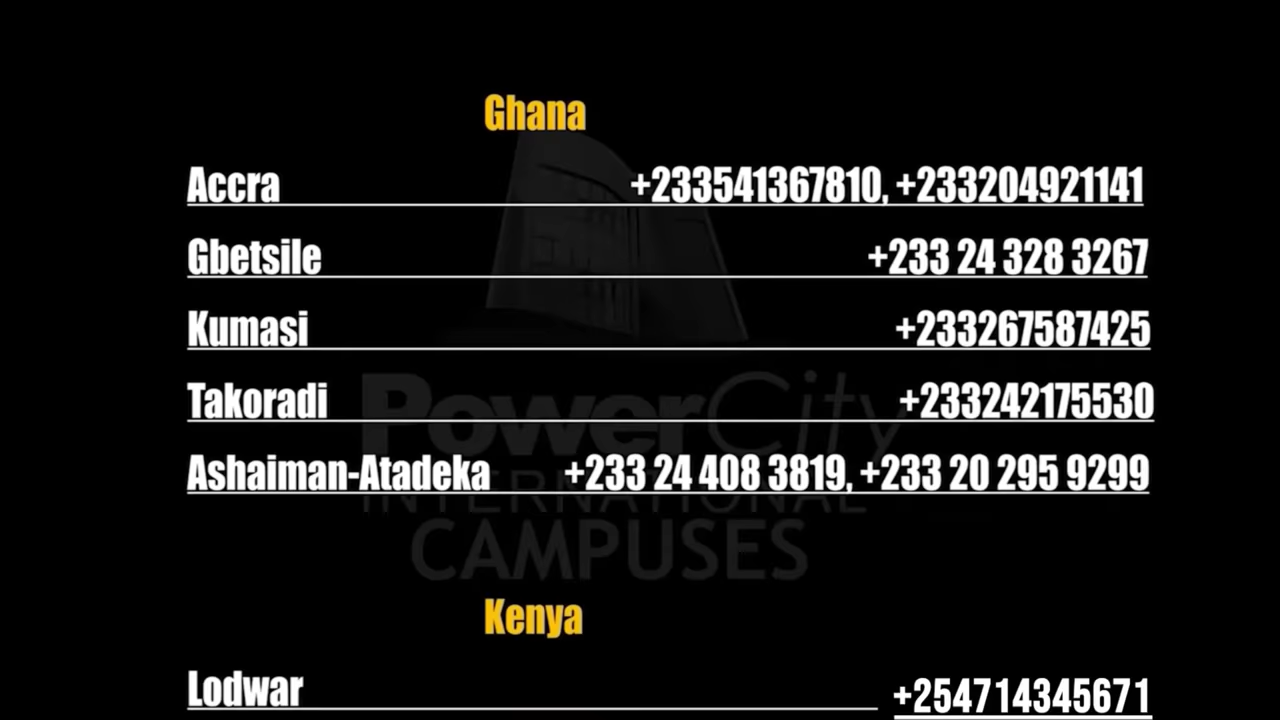 Ghana
Accra +233541367810, +233204921141
Gbetsile +233 24 328 3267
Kumasi +233267587425
Takoradi +233242175530
Ashaiman-Atadeka +233 24 408 3819, +233 20 295 9299
PowerCity
INTERNATIONAL
CAMPUSES
Kenya
Lodwar +254714345671